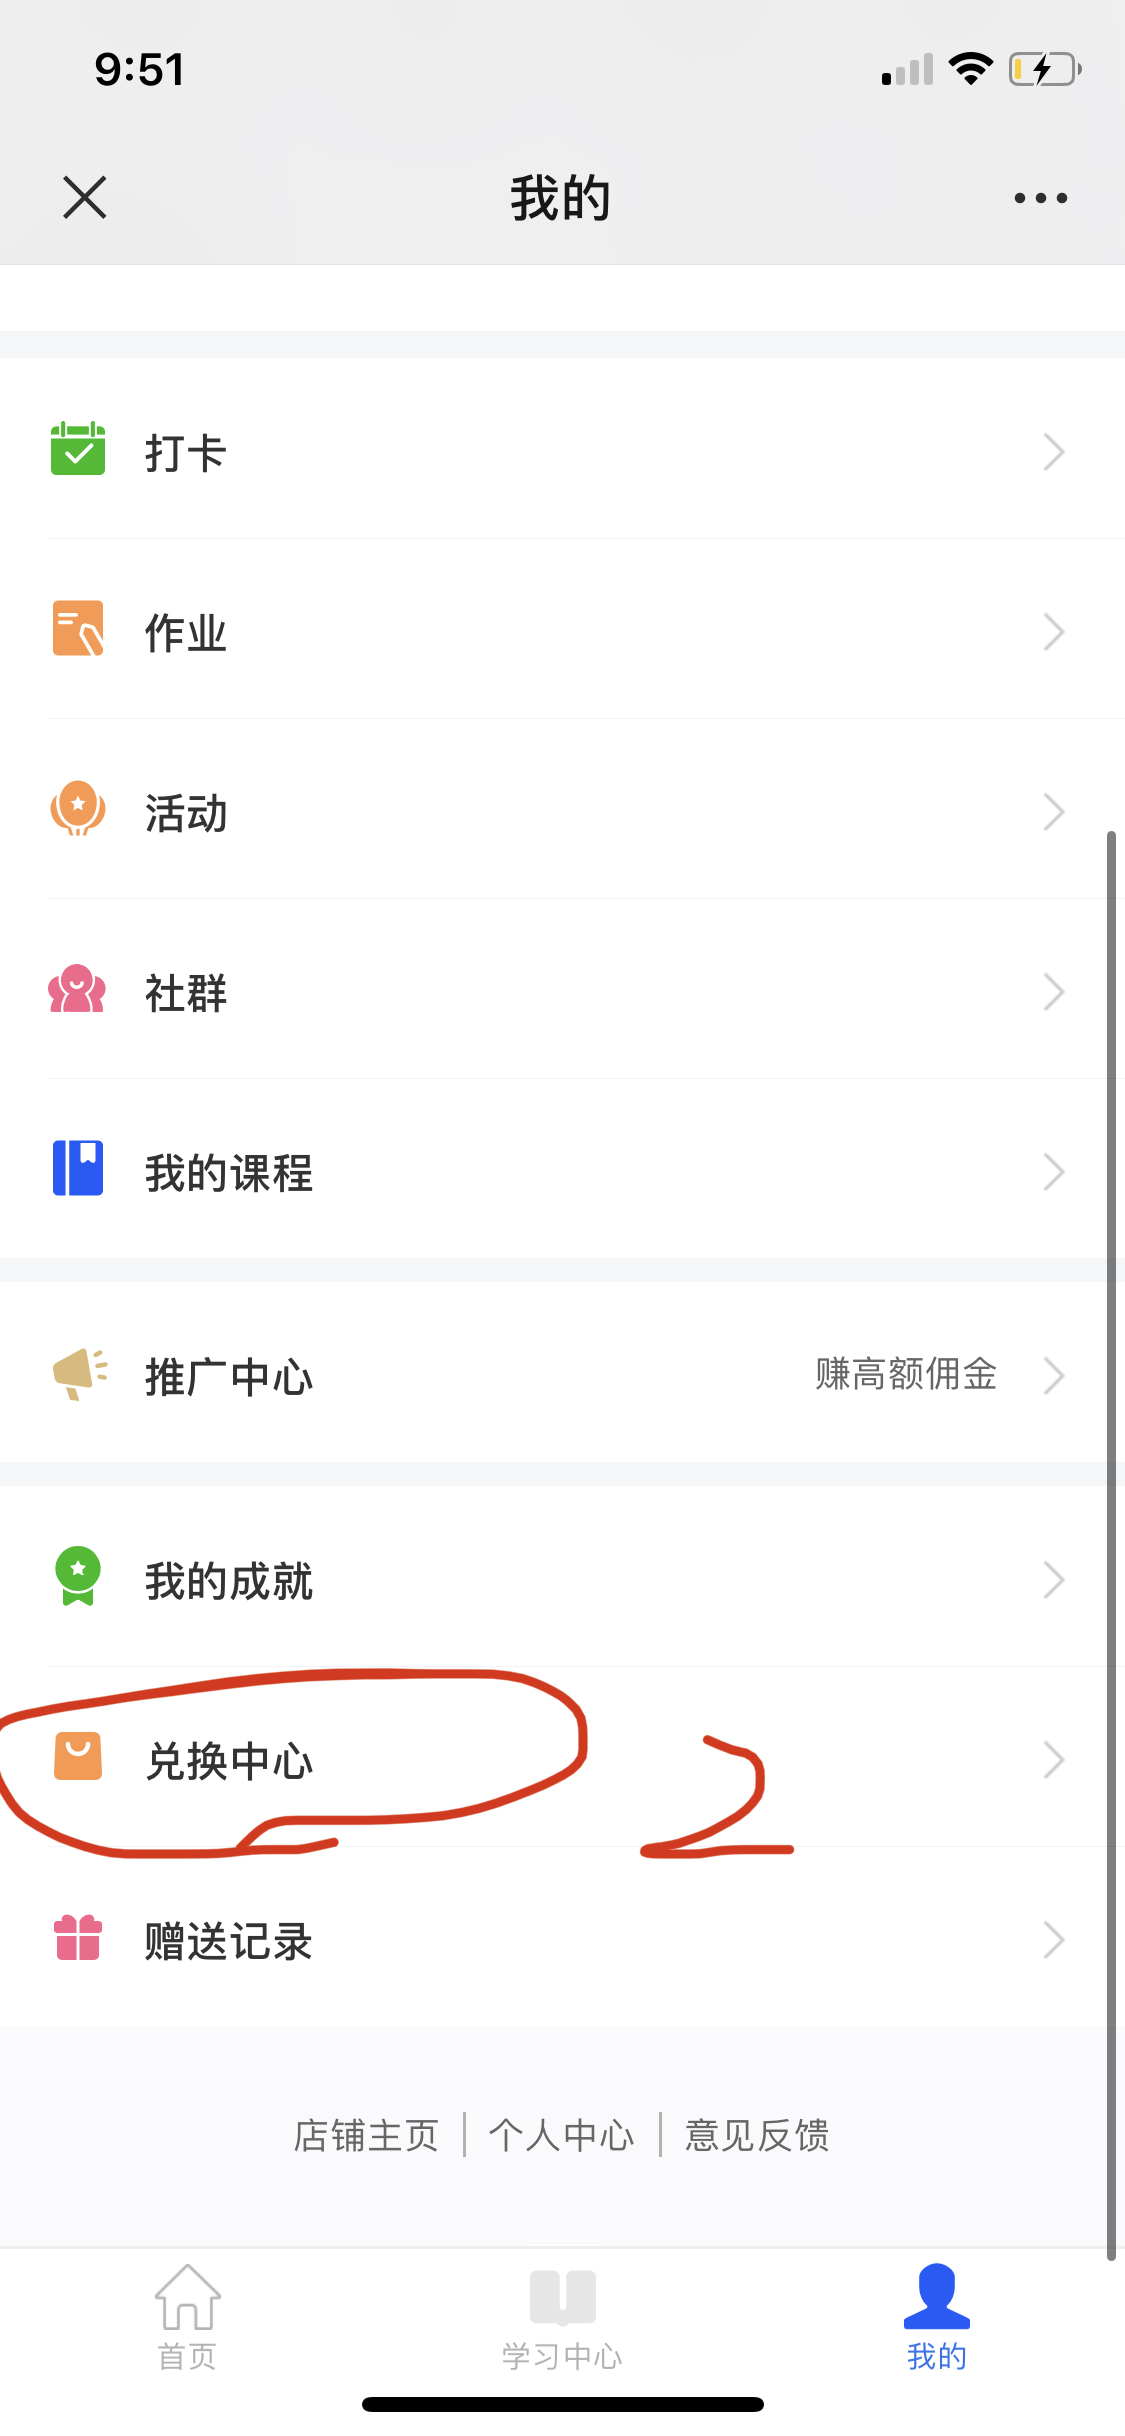 9:51
我的
打卡
作业
活动
社群
我的课程
推广中心 赚高额佣金
我的成就
兑换中心 2
赠送记录
店铺主页 | 个人中心 | 意见反馈
首页 学习中心 我的